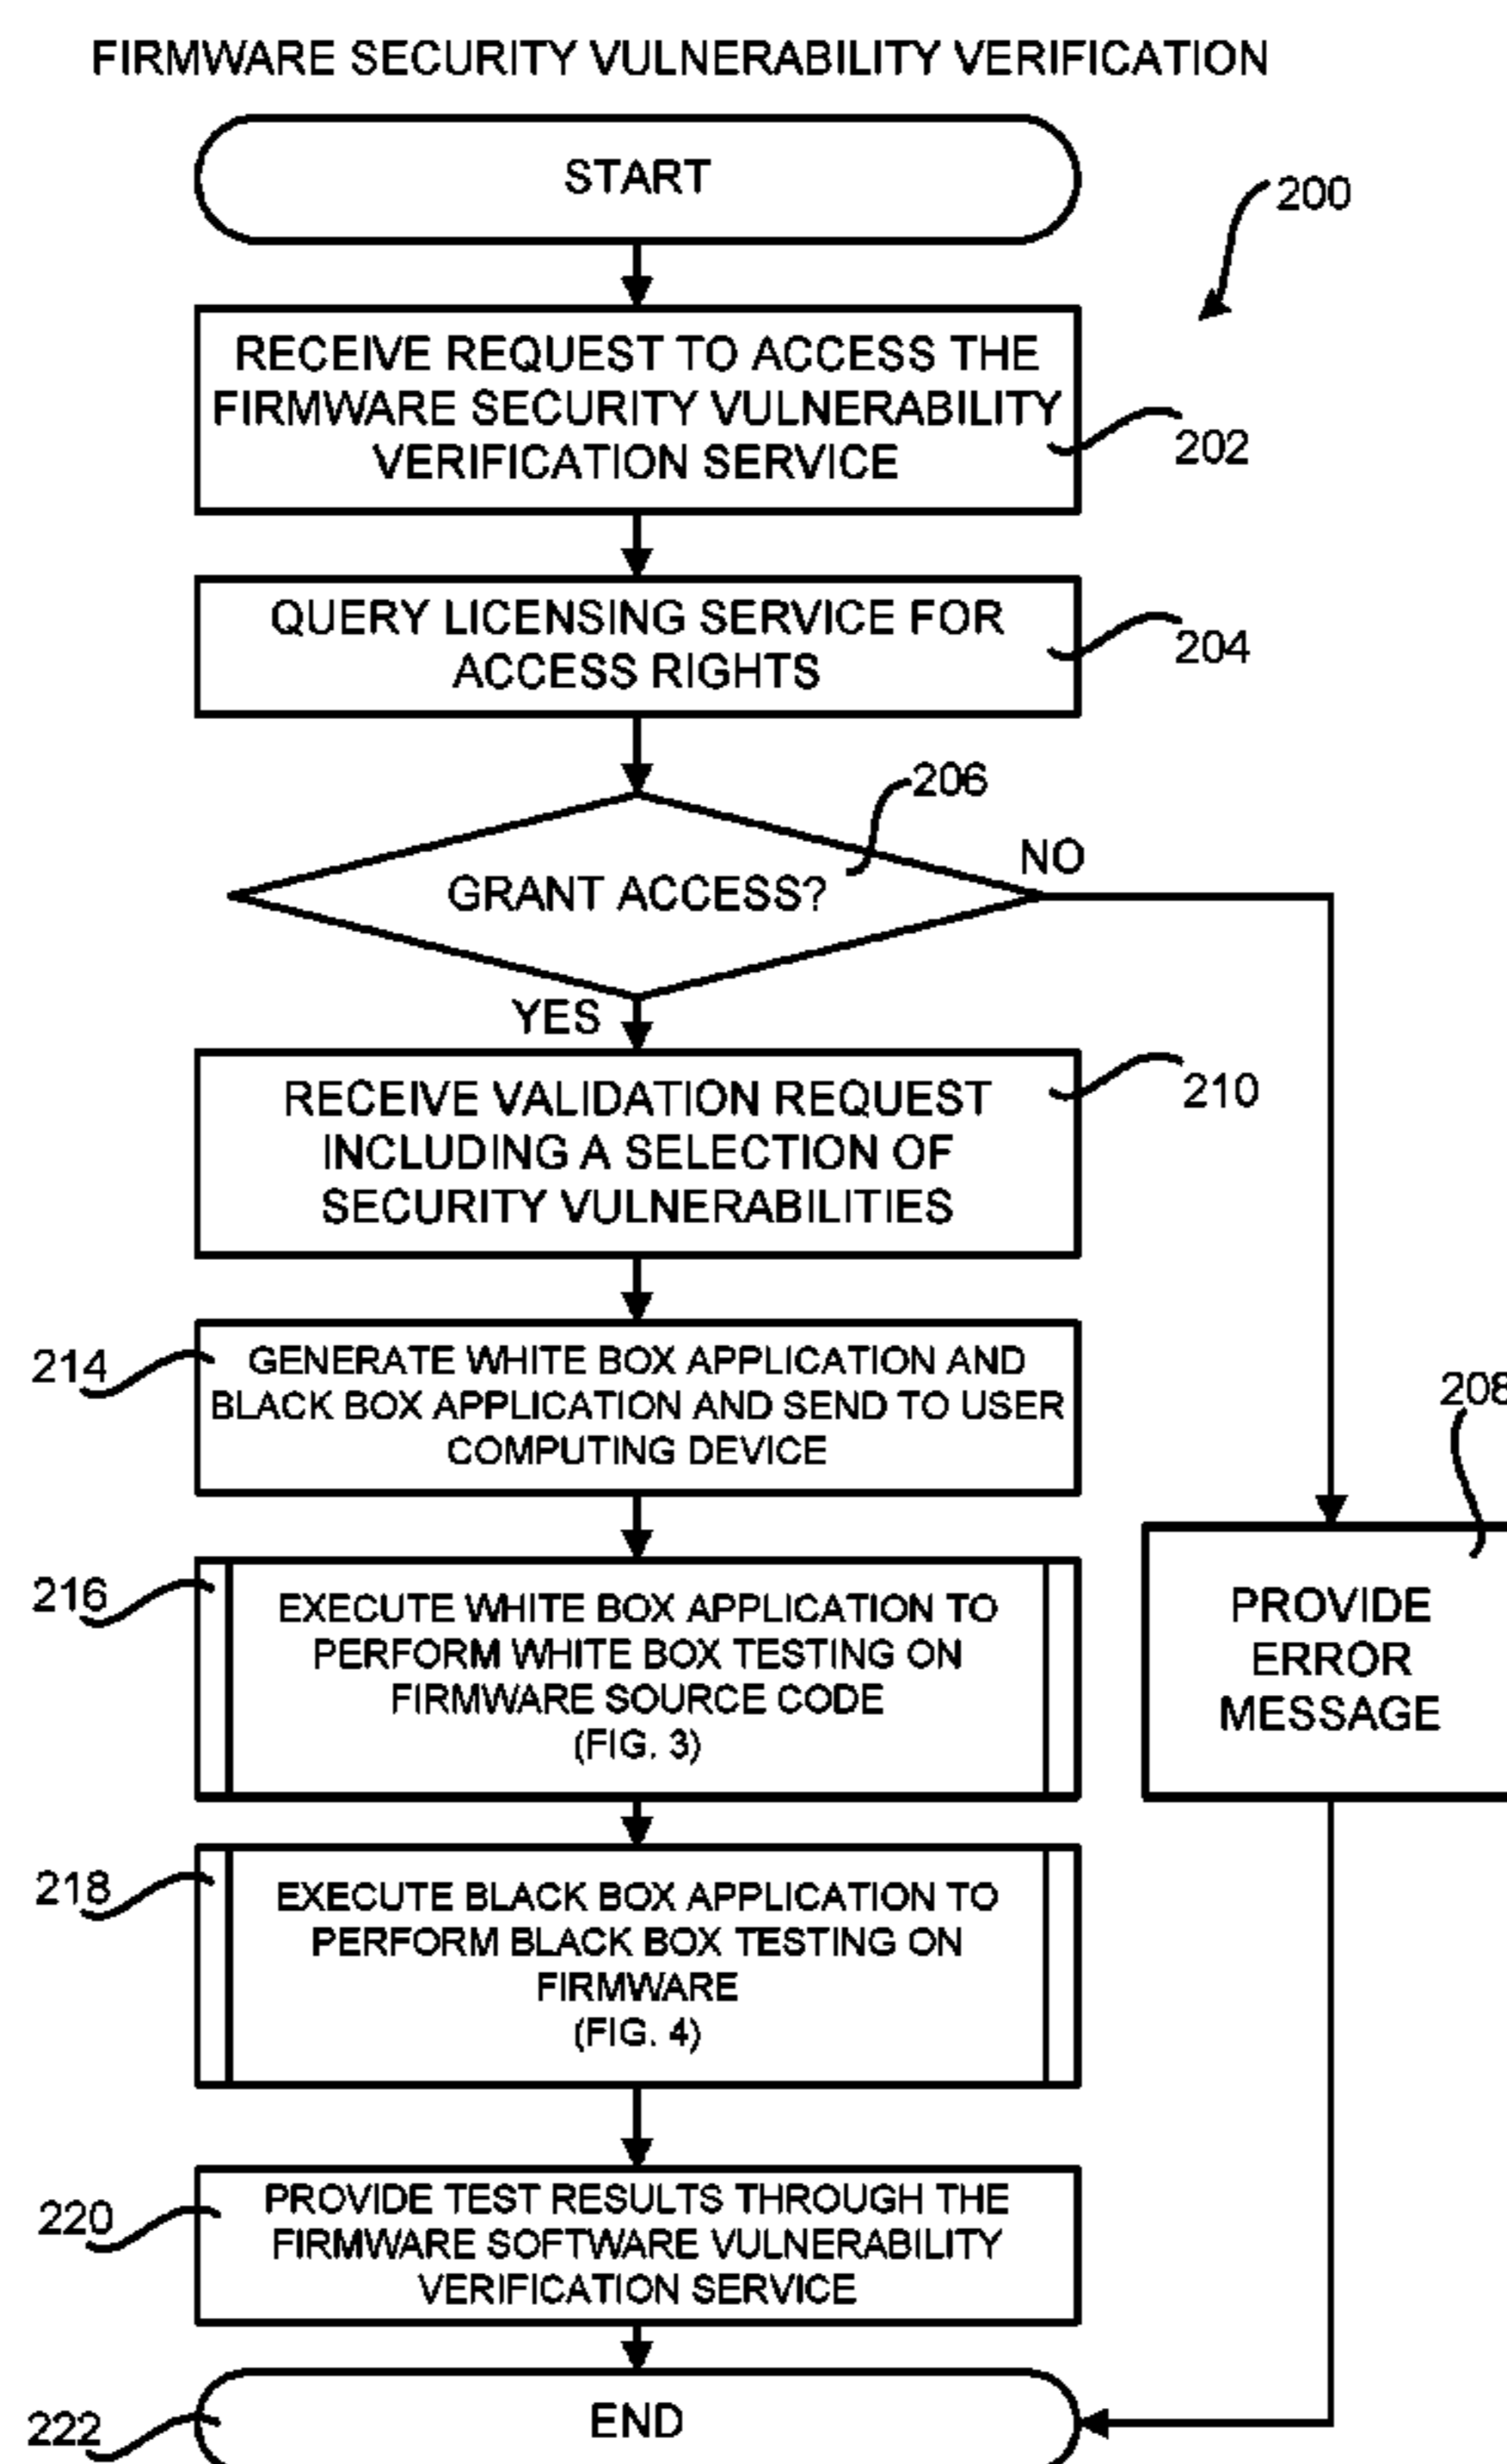 FIRMWARE SECURITY VULNERABILITY VERIFICATION
START
200
RECEIVE REQUEST TO ACCESS THE
FIRMWARE SECURITY VULNERABILITY
VERIFICATION SERVICE
202
QUERY LICENSING SERVICE FOR
ACCESS RIGHTS
204
206
GRANT ACCESS?
NO
YES
RECEIVE VALIDATION REQUEST
INCLUDING A SELECTION OF
SECURITY VULNERABILITIES
210
214
GENERATE WHITE BOX APPLICATION AND
BLACK BOX APPLICATION AND SEND TO USER
COMPUTING DEVICE
208
216
EXECUTE WHITE BOX APPLICATION TO
PERFORM WHITE BOX TESTING ON
FIRMWARE SOURCE CODE
(FIG. 3)
PROVIDE
ERROR
MESSAGE
218
EXECUTE BLACK BOX APPLICATION TO
PERFORM BLACK BOX TESTING ON
FIRMWARE
(FIG. 4)
220
PROVIDE TEST RESULTS THROUGH THE
FIRMWARE SOFTWARE VULNERABILITY
VERIFICATION SERVICE
222
END